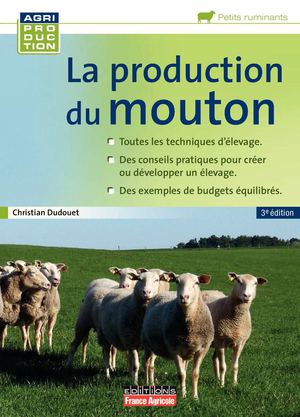 AGRI
PRO
DUC
TION
Petits ruminants
La production
du mouton
Toutes les techniques d'élevage.
Des conseils pratiques pour créer
ou développer un élevage.
Des exemples de budgets équilibrés.
Christian Dudouet
3e édition
EDITIONS
France Agricole